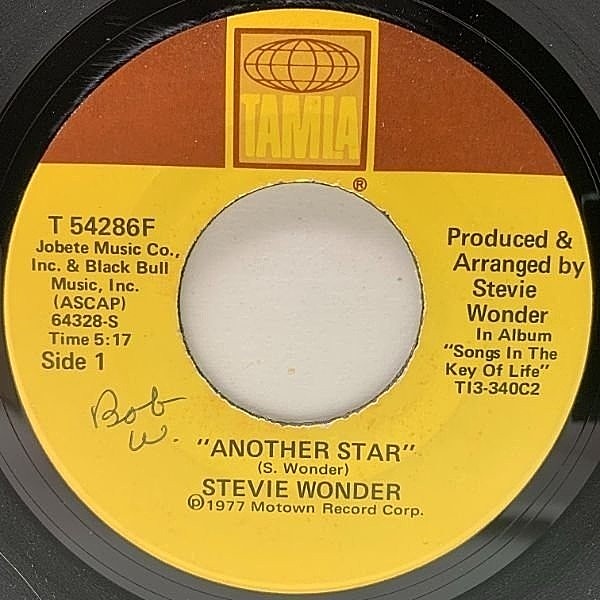 TAMLA
®
T 54286F
Jobete Music Co.,
Inc. & Black Bull
Music, Inc.
(ASCAP)
64328-S
Time 5:17
Side 1
Produced &
Arranged by
Stevie
Wonder
In Album
"Songs In The
Key Of Life"
T13-340C2
Bob
W.
"ANOTHER STAR"
(S. Wonder)
STEVIE WONDER
℗1977 Motown Record Corp.